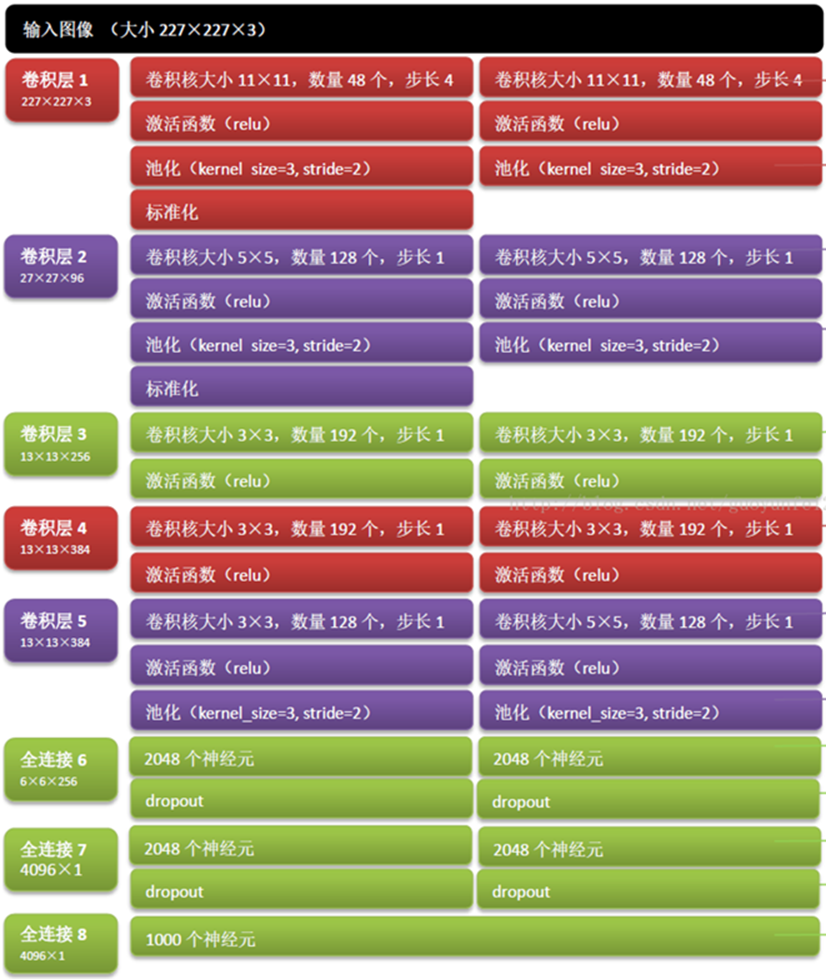 输入图像 （大小 227×227×3）
卷积层 1
227×227×3
卷积核大小 11×11，数量 48 个，步长 4
卷积核大小 11×11，数量 48 个，步长 4
激活函数（relu）
激活函数（relu）
池化（kernel size=3, stride=2）
池化（kernel size=3, stride=2）
标准化
卷积层 2
27×27×96
卷积核大小 5×5，数量 128 个，步长 1
卷积核大小 5×5，数量 128 个，步长 1
激活函数（relu）
激活函数（relu）
池化（kernel size=3, stride=2）
池化（kernel size=3, stride=2）
标准化
卷积层 3
13×13×256
卷积核大小 3×3，数量 192 个，步长 1
卷积核大小 3×3，数量 192 个，步长 1
激活函数（relu）
激活函数（relu）
卷积层 4
13×13×384
卷积核大小 3×3，数量 192 个，步长 1
卷积核大小 3×3，数量 192 个，步长 1
激活函数（relu）
激活函数（relu）
卷积层 5
13×13×384
卷积核大小 3×3，数量 128 个，步长 1
卷积核大小 5×5，数量 128 个，步长 1
激活函数（relu）
激活函数（relu）
池化（kernel_size=3, stride=2）
池化（kernel_size=3, stride=2）
全连接 6
6×6×256
2048 个神经元
2048 个神经元
dropout
dropout
全连接 7
4096×1
2048 个神经元
2048 个神经元
dropout
dropout
全连接 8
4096×1
1000 个神经元